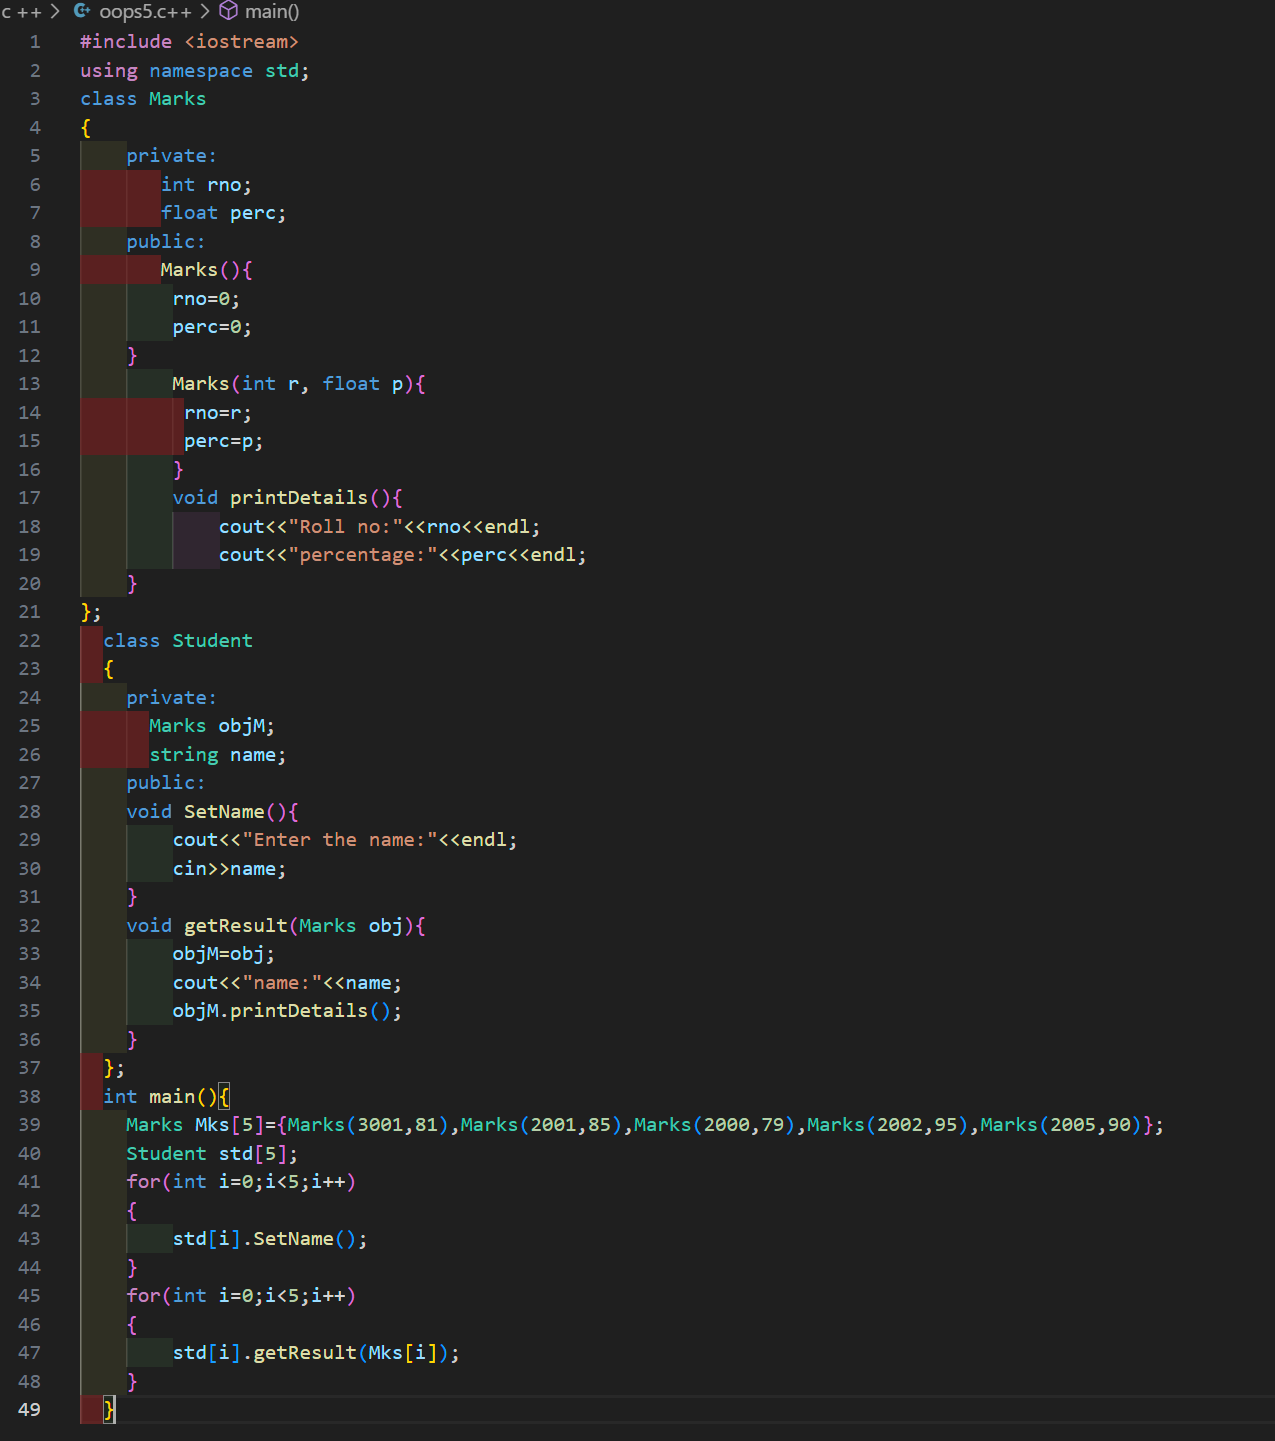 c ++ > oops5.c++ > main()
1 #include <iostream>
2 using namespace std;
3 class Marks
4 {
5     private:
6        int rno;
7        float perc;
8     public:
9        Marks(){
10         rno=0;
11         perc=0;
12     }
13         Marks(int r, float p){
14          rno=r;
15          perc=p;
16         }
17         void printDetails(){
18             cout<<"Roll no:"<<rno<<endl;
19             cout<<"percentage:"<<perc<<endl;
20     }
21 };
22   class Student
23   {
24     private:
25       Marks objM;
26       string name;
27     public:
28     void SetName(){
29         cout<<"Enter the name:"<<endl;
30         cin>>name;
31     }
32     void getResult(Marks obj){
33         objM=obj;
34         cout<<"name:"<<name;
35         objM.printDetails();
36     }
37   };
38   int main(){
39     Marks Mks[5]={Marks(3001,81),Marks(2001,85),Marks(2000,79),Marks(2002,95),Marks(2005,90)};
40     Student std[5];
41     for(int i=0;i<5;i++)
42     {
43         std[i].SetName();
44     }
45     for(int i=0;i<5;i++)
46     {
47         std[i].getResult(Mks[i]);
48     }
49   }